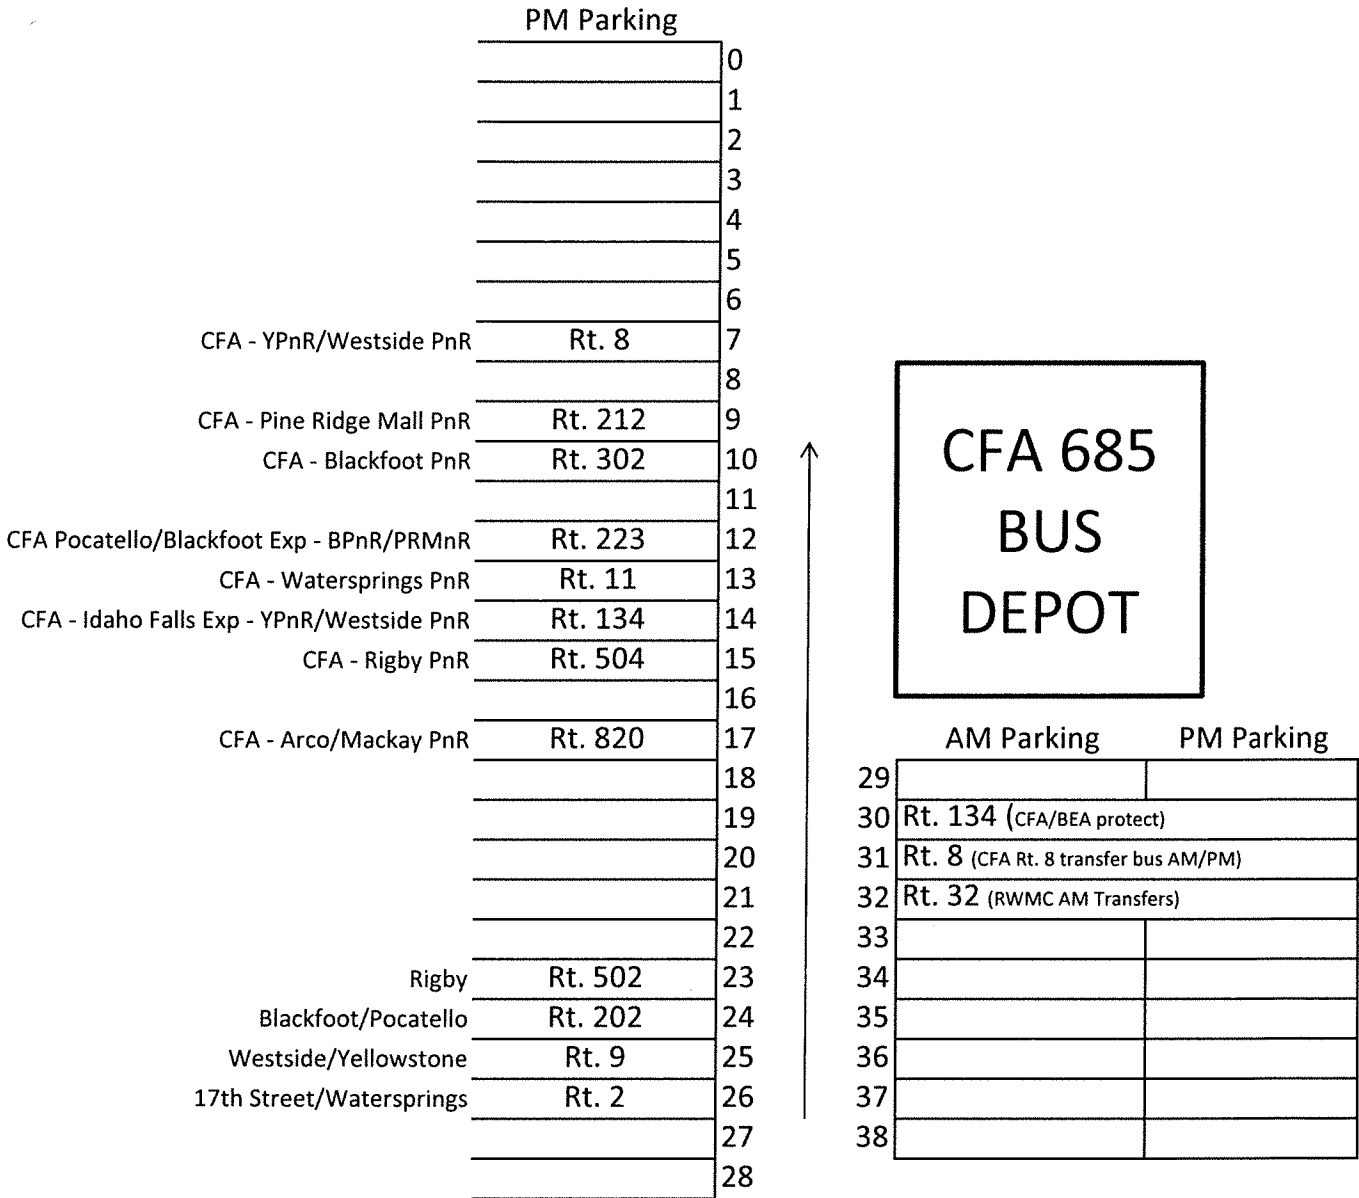 PM Parking
0
1
2
3
4
5
6
CFA - YPnR/Westside PnR Rt. 8 7
8
CFA - Pine Ridge Mall PnR Rt. 212 9
CFA - Blackfoot PnR Rt. 302 10
11
CFA Pocatello/Blackfoot Exp - BPnR/PRMnR Rt. 223 12
CFA - Watersprings PnR Rt. 11 13
CFA - Idaho Falls Exp - YPnR/Westside PnR Rt. 134 14
CFA - Rigby PnR Rt. 504 15
16
CFA - Arco/Mackay PnR Rt. 820 17
18
19
20
21
22
Rigby Rt. 502 23
Blackfoot/Pocatello Rt. 202 24
Westside/Yellowstone Rt. 9 25
17th Street/Watersprings Rt. 2 26
27
28
CFA 685
BUS
DEPOT
AM Parking PM Parking
29
30 Rt. 134 (CFA/BEA protect)
31 Rt. 8 (CFA Rt. 8 transfer bus AM/PM)
32 Rt. 32 (RWMC AM Transfers)
33
34
35
36
37
38